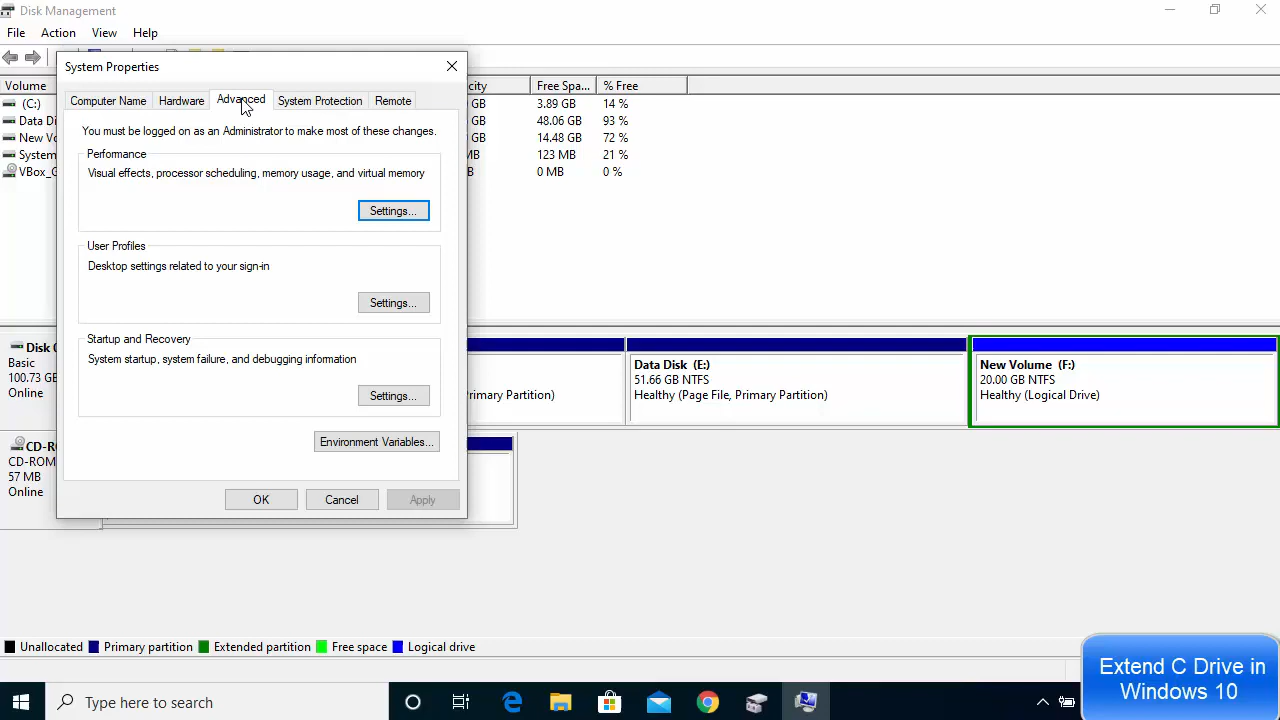 Disk Management
File Action View Help
System Properties
Volume
city
Free Spa...
% Free
Computer Name
Hardware
Advanced
System Protection
Remote
(C:)
GB
3.89 GB
14 %
Data Di
GB
48.06 GB
93 %
You must be logged on as an Administrator to make most of these changes.
New Vo
GB
14.48 GB
72 %
System
MB
123 MB
21 %
VBox_G
B
0 MB
0 %
Performance
Visual effects, processor scheduling, memory usage, and virtual memory
Settings...
User Profiles
Desktop settings related to your sign-in
Settings...
Startup and Recovery
System startup, system failure, and debugging information
Settings...
Environment Variables...
OK
Cancel
Apply
Disk 0
Basic
100.73 GB
Online
rimary Partition)
Data Disk (E:)
51.66 GB NTFS
Healthy (Page File, Primary Partition)
New Volume (F:)
20.00 GB NTFS
Healthy (Logical Drive)
CD-RO
CD-ROM
57 MB
Online
Unallocated
Primary partition
Extended partition
Free space
Logical drive
Extend C Drive in
Windows 10
Type here to search